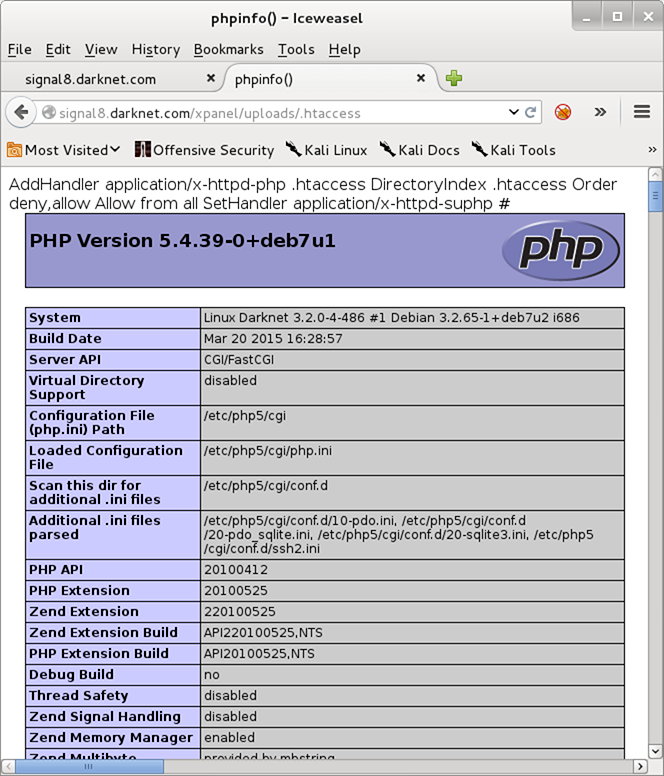 phpinfo() - Iceweasel
File Edit View History Bookmarks Tools Help
signal8.darknet.com phpinfo()
signal8.darknet.com/xpanel/uploads/.htaccess
Most Visited Offensive Security Kali Linux Kali Docs Kali Tools
AddHandler application/x-httpd-php .htaccess DirectoryIndex .htaccess Order
deny,allow Allow from all SetHandler application/x-httpd-suphp #
PHP Version 5.4.39-0+deb7u1
php
System Linux Darknet 3.2.0-4-486 #1 Debian 3.2.65-1+deb7u2 i686
Build Date Mar 20 2015 16:28:57
Server API CGI/FastCGI
Virtual Directory
Support disabled
Configuration File
(php.ini) Path /etc/php5/cgi
Loaded Configuration
File /etc/php5/cgi/php.ini
Scan this dir for
additional .ini files /etc/php5/cgi/conf.d
Additional .ini files
parsed
/etc/php5/cgi/conf.d/10-pdo.ini, /etc/php5/cgi/conf.d
/20-pdo_sqlite.ini, /etc/php5/cgi/conf.d/20-sqlite3.ini, /etc/php5
/cgi/conf.d/ssh2.ini
PHP API 20100412
PHP Extension 20100525
Zend Extension 220100525
Zend Extension Build API220100525,NTS
PHP Extension Build API20100525,NTS
Debug Build no
Thread Safety disabled
Zend Signal Handling disabled
Zend Memory Manager enabled
Zend Multibyte provided by mbstring